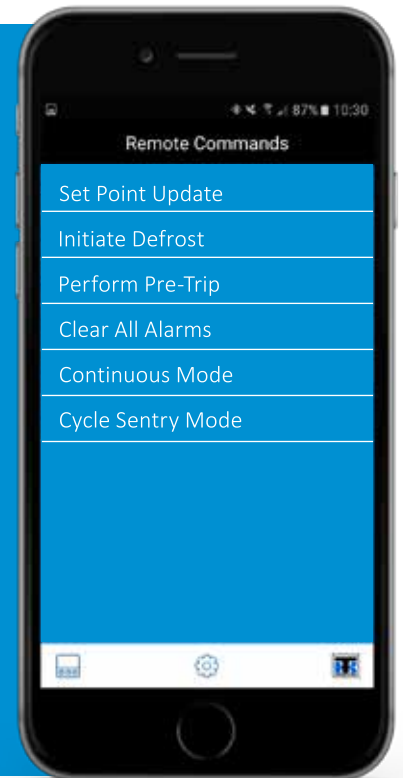 87% 10:30
Remote Commands
Set Point Update
Initiate Defrost
Perform Pre-Trip
Clear All Alarms
Continuous Mode
Cycle Sentry Mode